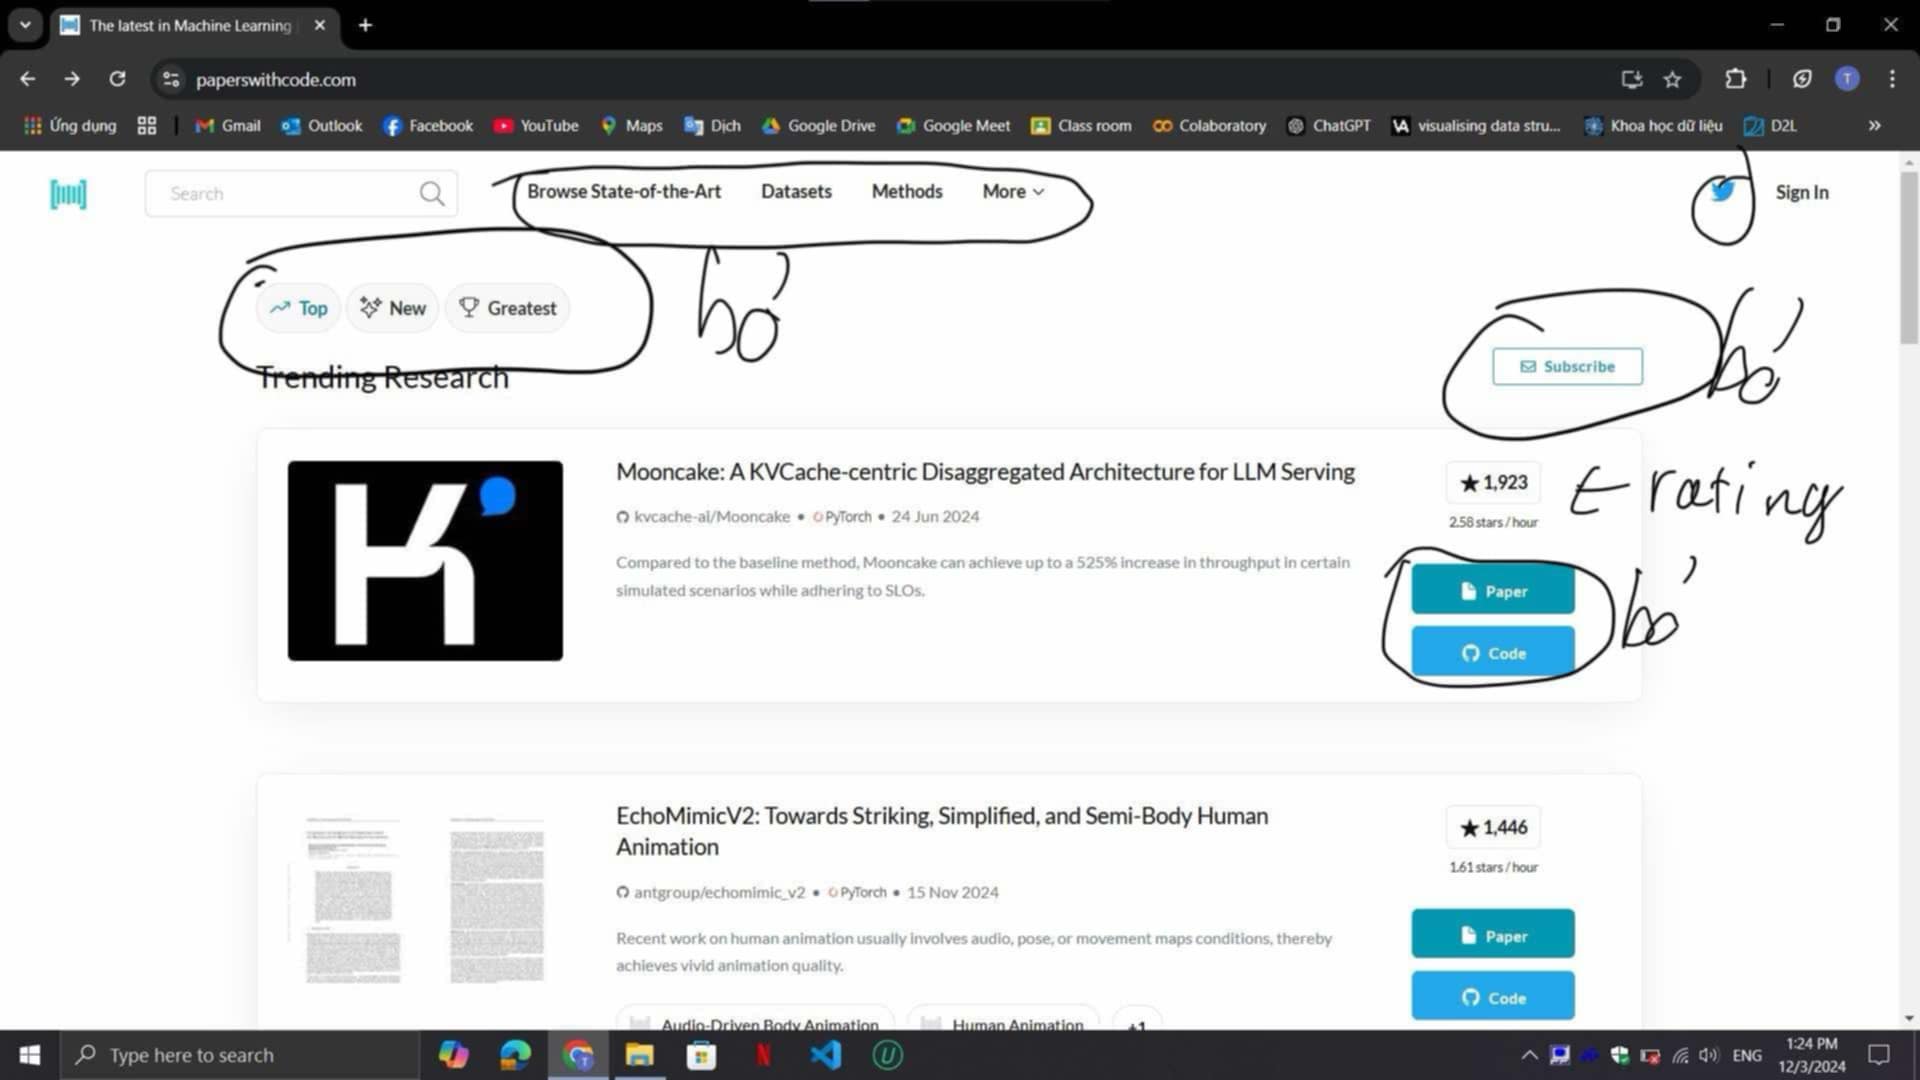 The latest in Machine Learning
paperswithcode.com
Ứng dụng Gmail Outlook Facebook YouTube Maps Dịch Google Drive Google Meet Class room Colaboratory ChatGPT visualising data stru... Khoa học dữ liệu D2L
Search Browse State-of-the-Art Datasets Methods More Sign In
Top New Greatest
bỏ
Trending Research
Subscribe
bỏ
Mooncake: A KVCache-centric Disaggregated Architecture for LLM Serving
kvcache-ai/Mooncake • PyTorch • 24 Jun 2024
Compared to the baseline method, Mooncake can achieve up to a 525% increase in throughput in certain
simulated scenarios while adhering to SLOs.
★ 1,923
2.58 stars / hour
rating
Paper
Code
bỏ
EchoMimicV2: Towards Striking, Simplified, and Semi-Body Human
Animation
antgroup/echomimic_v2 • PyTorch • 15 Nov 2024
Recent work on human animation usually involves audio, pose, or movement maps conditions, thereby
achieves vivid animation quality.
★ 1,446
1.61 stars / hour
Paper
Code
Audio-Driven Body Animation Human Animation +1
Type here to search
ENG
1:24 PM
12/3/2024